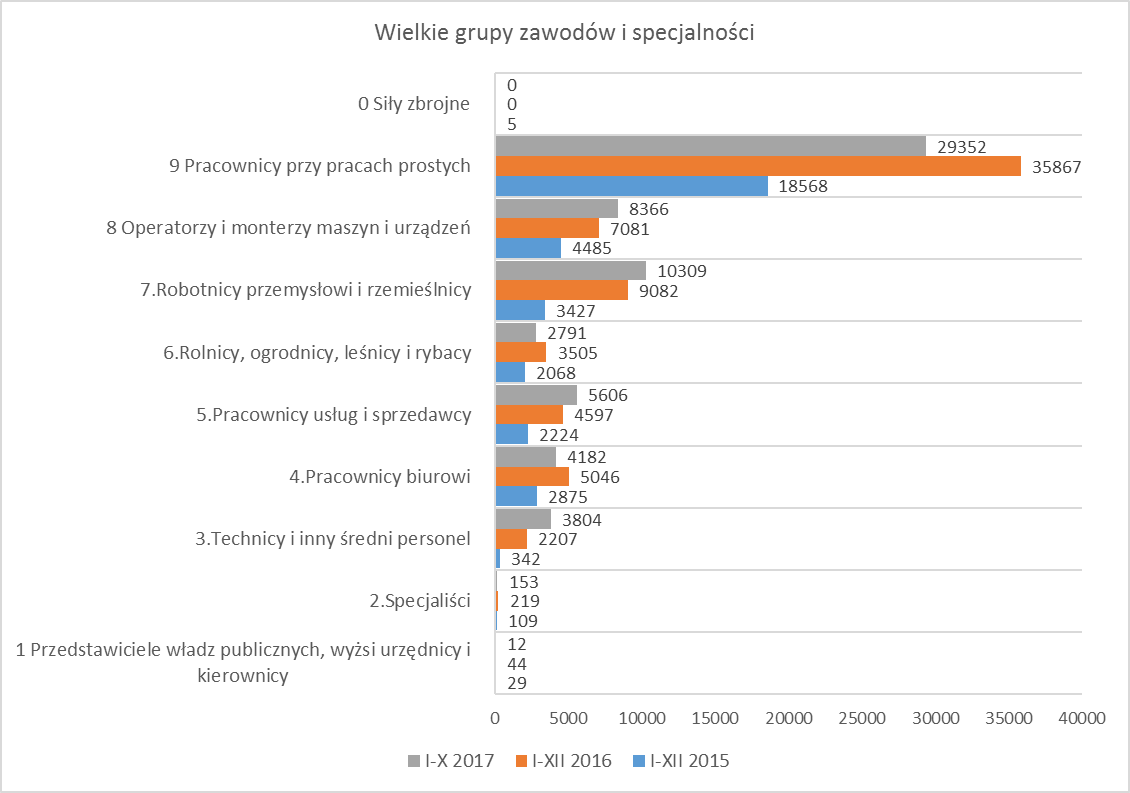 Wielkie grupy zawodów i specjalności
0 Siły zbrojne
0
0
5
9 Pracownicy przy pracach prostych
29352
35867
18568
8 Operatorzy i monterzy maszyn i urządzeń
8366
7081
4485
7.Robotnicy przemysłowi i rzemieślnicy
10309
9082
3427
6.Rolnicy, ogrodnicy, leśnicy i rybacy
2791
3505
2068
5.Pracownicy usług i sprzedawcy
5606
4597
2224
4.Pracownicy biurowi
4182
5046
2875
3.Technicy i inny średni personel
3804
2207
342
2.Specjaliści
153
219
109
1 Przedstawiciele władz publicznych, wyżsi urzędnicy i
kierownicy
12
44
29
0 5000 10000 15000 20000 25000 30000 35000 40000
I-X 2017 I-XII 2016 I-XII 2015